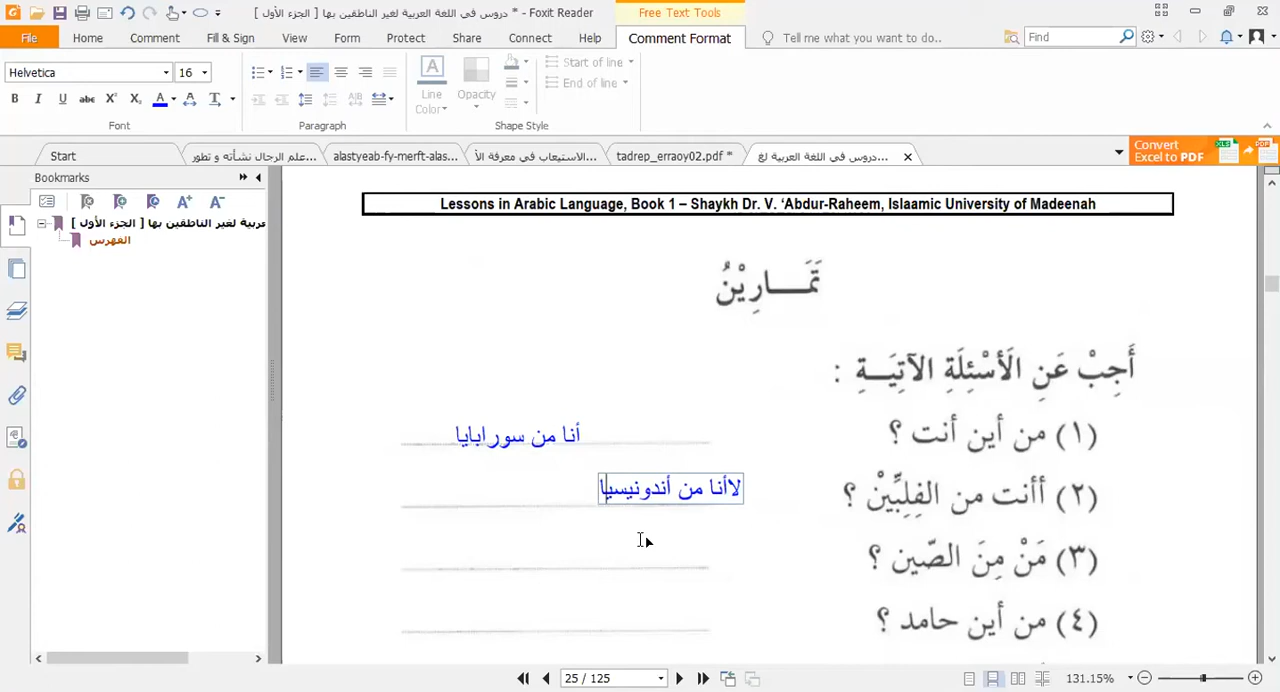 دروس في اللغة العربية لغير الناطقين بها [ الجزء الأول ] * - Foxit Reader
Free Text Tools
File Home Comment Fill & Sign View Form Protect Share Connect Help Comment Format Tell me what you want to do.. Find
Helvetica 16
Start of line
End of line
Line Color
Opacity
Font Paragraph Shape Style
Start
علم الرجال نشأته و تطور...
alastyeab-fy-merft-alas...
الاستيعاب في معرفة الأ...
tadrep_erraoy02.pdf *
دروس في اللغة العربية لغ...
Convert Excel to PDF
Bookmarks
عربية لغير الناطقين بها [ الجزء الأول ]
الفهرس
Lessons in Arabic Language, Book 1 – Shaykh Dr. V. ‘Abdur-Raheem, Islaamic University of Madeenah
تَمَـــارِيْنُ
أَجِبْ عَنِ الَأسْئِلَةِ الآتِيَــةِ :
(١) من أين أنت ؟ أنا من سورابايا
(٢) أأنت من الفِلِبِّيْنْ ؟ لاأنا من أندونيسيا
(٣) مَنْ مِنَ الصّين ؟
(٤) من أين حامد ؟
25 / 125
131.15%